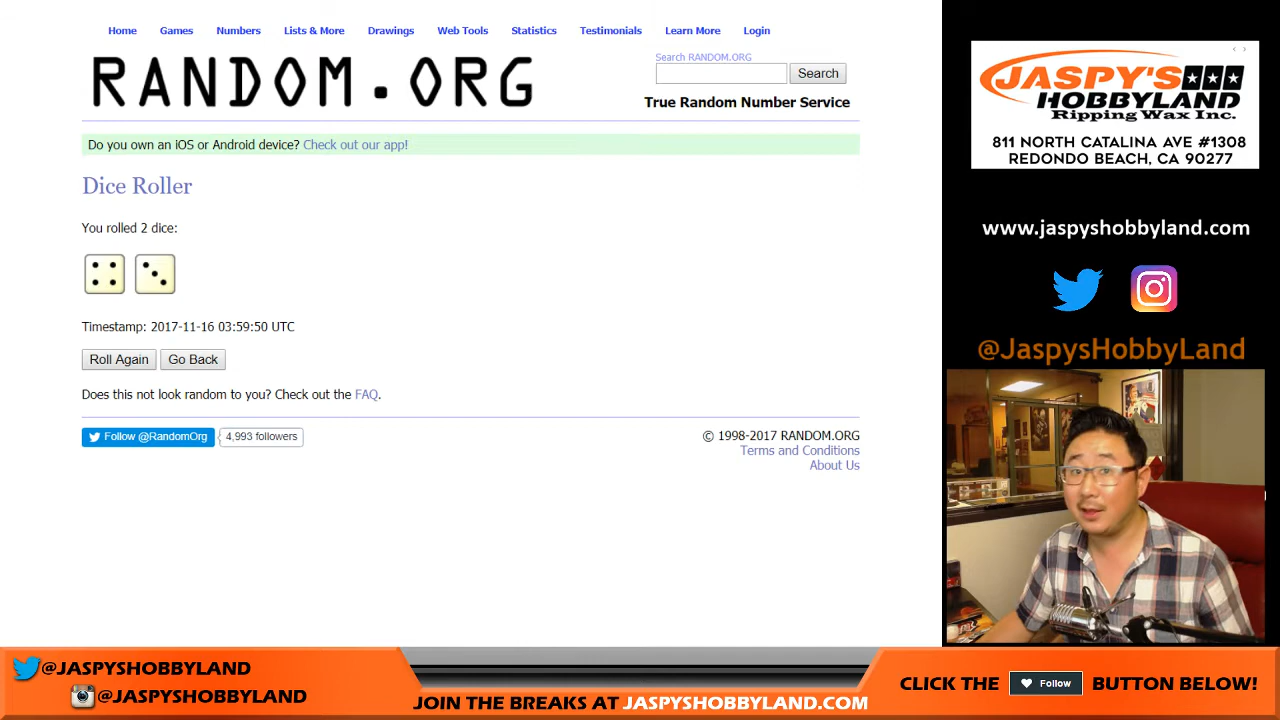 Home Games Numbers Lists & More Drawings Web Tools Statistics Testimonials Learn More Login
RANDOM.ORG
Search RANDOM.ORG
Search
True Random Number Service
Do you own an iOS or Android device? Check out our app!
Dice Roller
You rolled 2 dice:
Timestamp: 2017-11-16 03:59:50 UTC
Roll Again Go Back
Does this not look random to you? Check out the FAQ.
Follow @RandomOrg 4,993 followers
© 1998-2017 RANDOM.ORG
Terms and Conditions
About Us
JASPY'S
HOBBYLAND
Ripping Wax Inc.
811 NORTH CATALINA AVE #1308
REDONDO BEACH, CA 90277
www.jaspyshobbyland.com
@JaspysHobbyLand
@JASPYSHOBBYLAND
@JASPYSHOBBYLAND
JOIN THE BREAKS AT JASPYSHOBBYLAND.COM
CLICK THE Follow BUTTON BELOW!